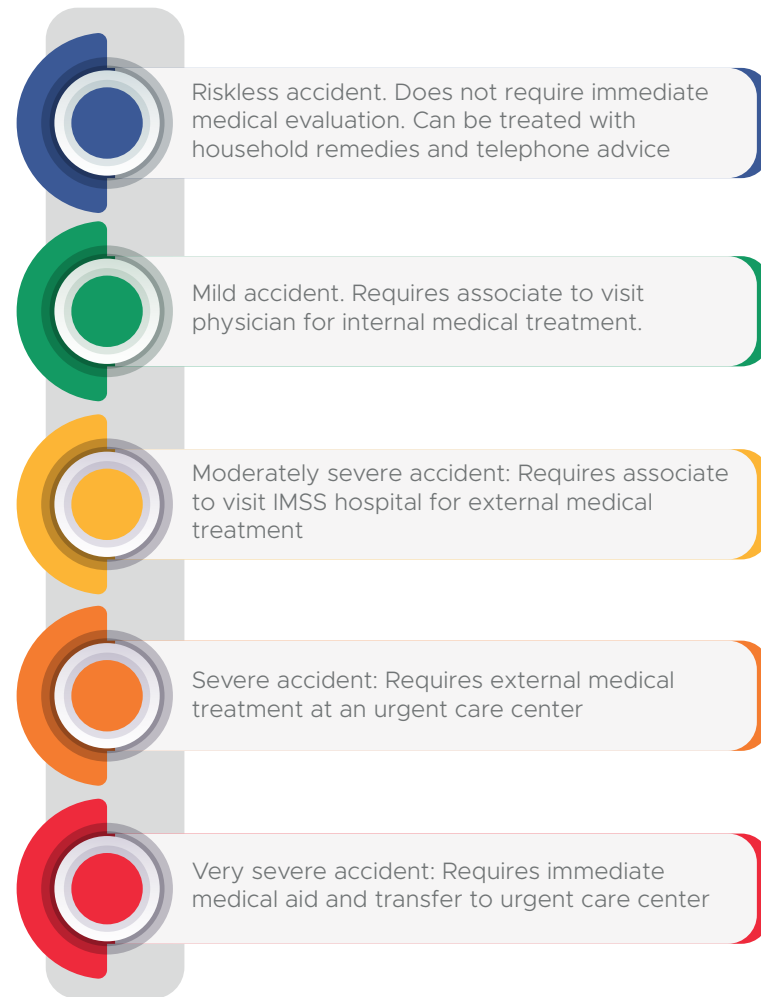 Riskless accident. Does not require immediate
medical evaluation. Can be treated with
household remedies and telephone advice
Mild accident. Requires associate to visit
physician for internal medical treatment.
Moderately severe accident: Requires associate
to visit IMSS hospital for external medical
treatment
Severe accident: Requires external medical
treatment at an urgent care center
Very severe accident: Requires immediate
medical aid and transfer to urgent care center